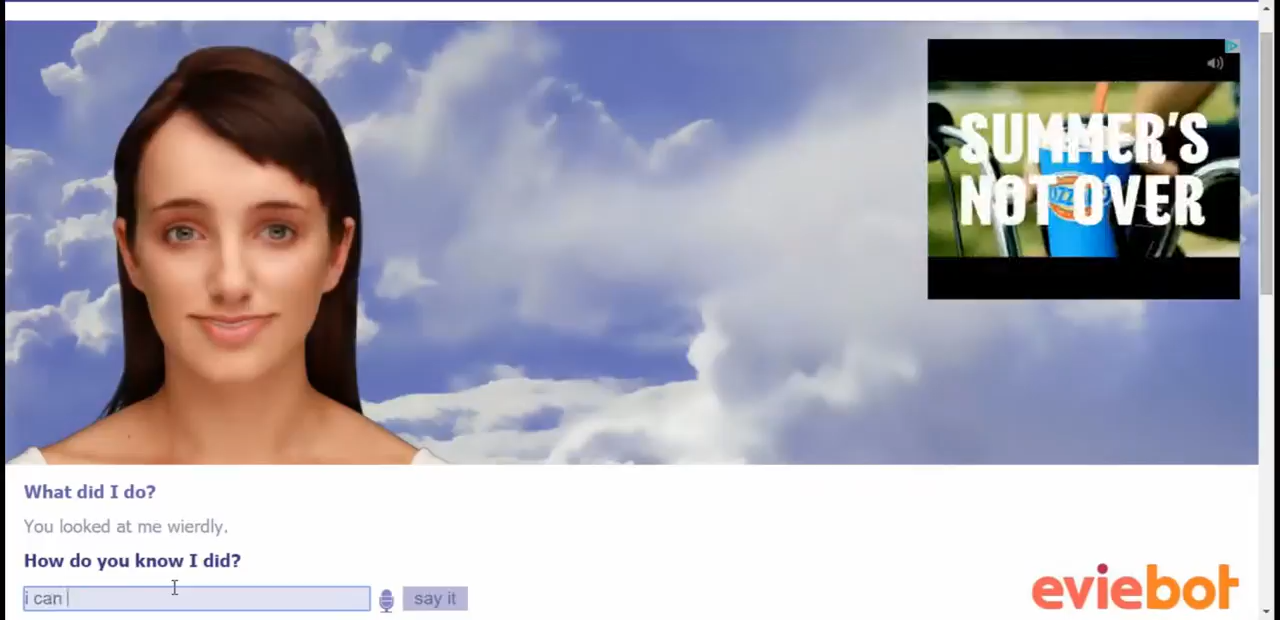 SUMMER'S
NOT OVER
What did I do?
You looked at me wierdly.
How do you know I did?
i can
say it
eviebot